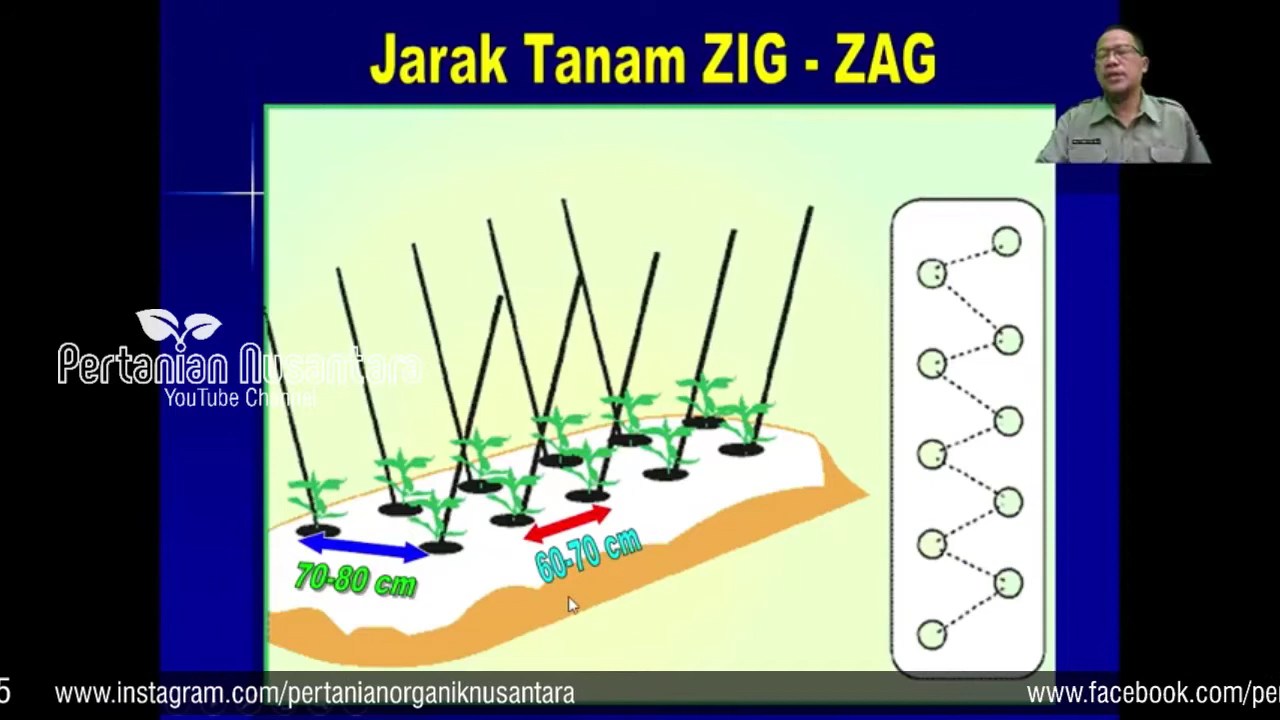 Jarak Tanam ZIG - ZAG
Pertanian Nusantara
YouTube Channel
70-80 cm
60-70 cm
5 www.instagram.com/pertanianorganiknusantara www.facebook.com/pe